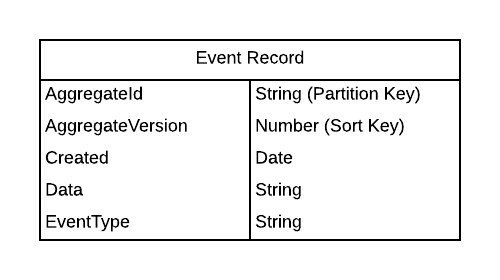 Event Record
AggregateId String (Partition Key)
AggregateVersion Number (Sort Key)
Created Date
Data String
EventType String